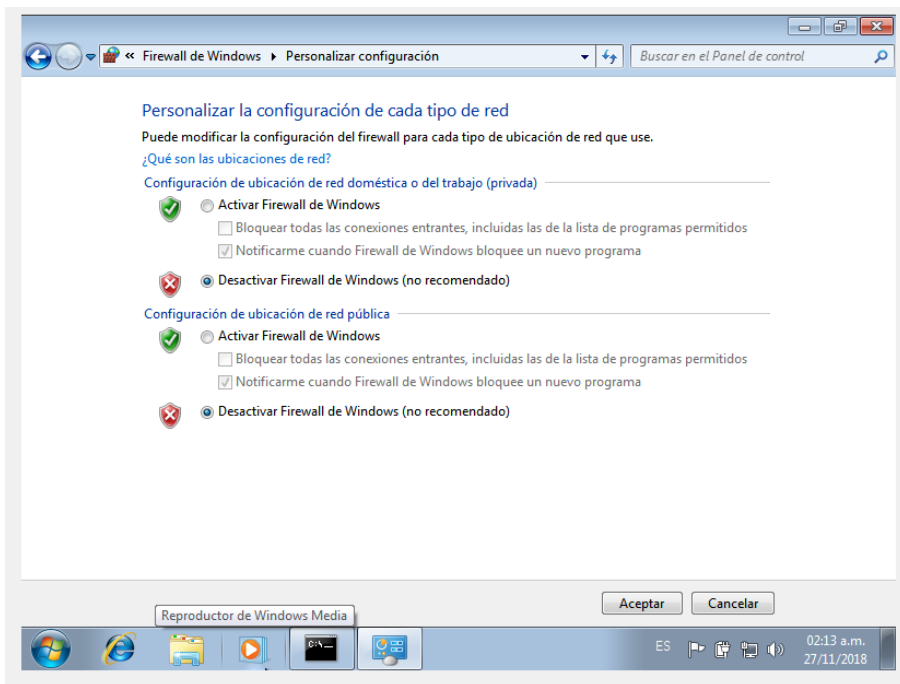 « Firewall de Windows ▸ Personalizar configuración
Buscar en el Panel de control
Personalizar la configuración de cada tipo de red
Puede modificar la configuración del firewall para cada tipo de ubicación de red que use.
¿Qué son las ubicaciones de red?
Configuración de ubicación de red doméstica o del trabajo (privada)
Activar Firewall de Windows
Bloquear todas las conexiones entrantes, incluidas las de la lista de programas permitidos
Notificarme cuando Firewall de Windows bloquee un nuevo programa
Desactivar Firewall de Windows (no recomendado)
Configuración de ubicación de red pública
Activar Firewall de Windows
Bloquear todas las conexiones entrantes, incluidas las de la lista de programas permitidos
Notificarme cuando Firewall de Windows bloquee un nuevo programa
Desactivar Firewall de Windows (no recomendado)
Aceptar
Cancelar
Reproductor de Windows Media
C:\_
ES
02:13 a.m.
27/11/2018